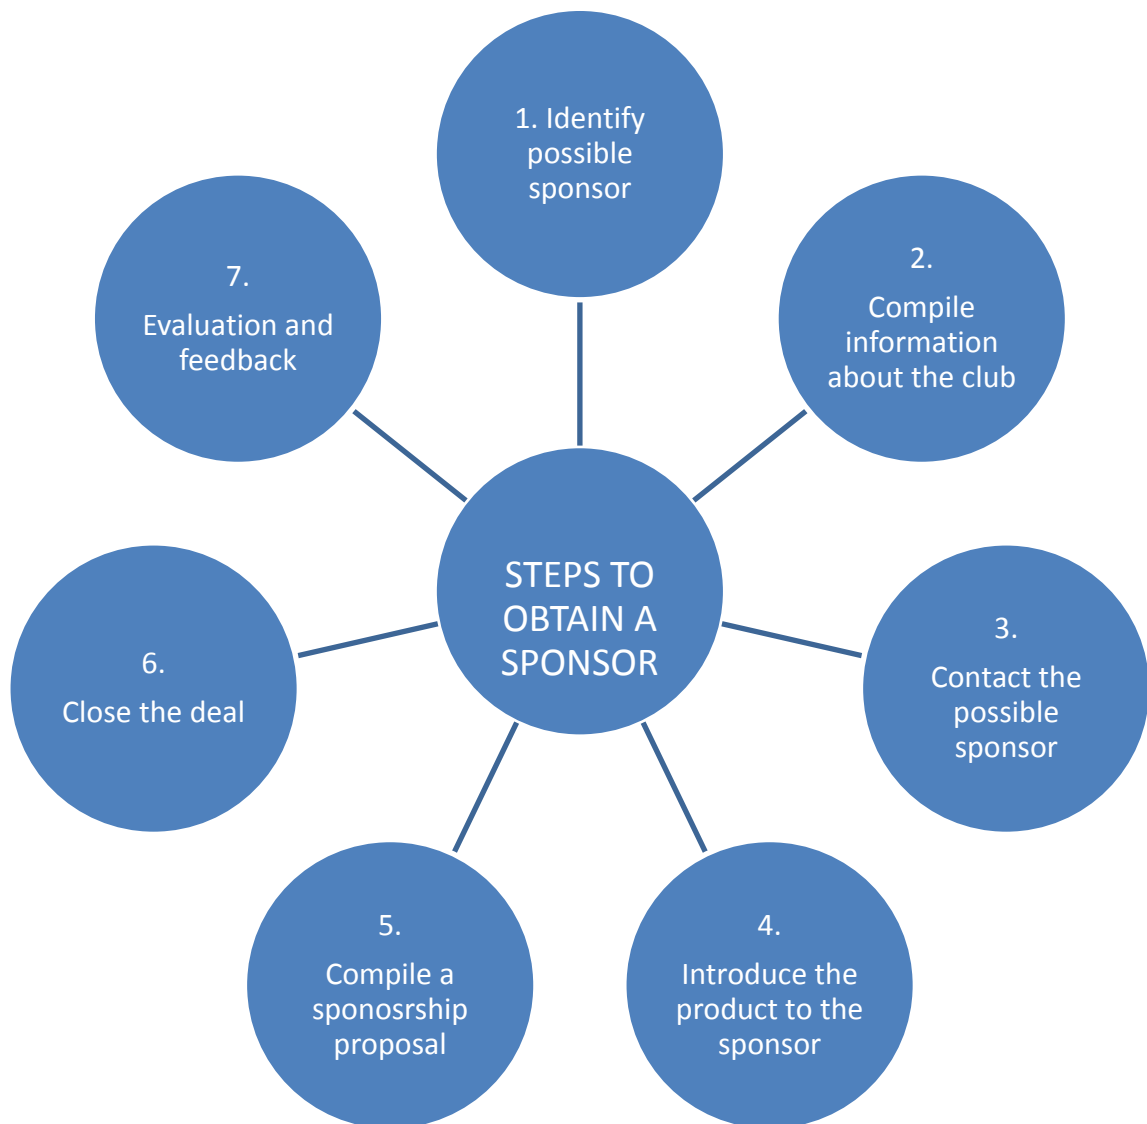 1. Identify
possible
sponsor
2.
Compile
information
about the club
3.
Contact the
possible
sponsor
4.
Introduce the
product to the
sponsor
5.
Compile a
sponosrship
proposal
6.
Close the deal
7.
Evaluation and
feedback
STEPS TO
OBTAIN A
SPONSOR